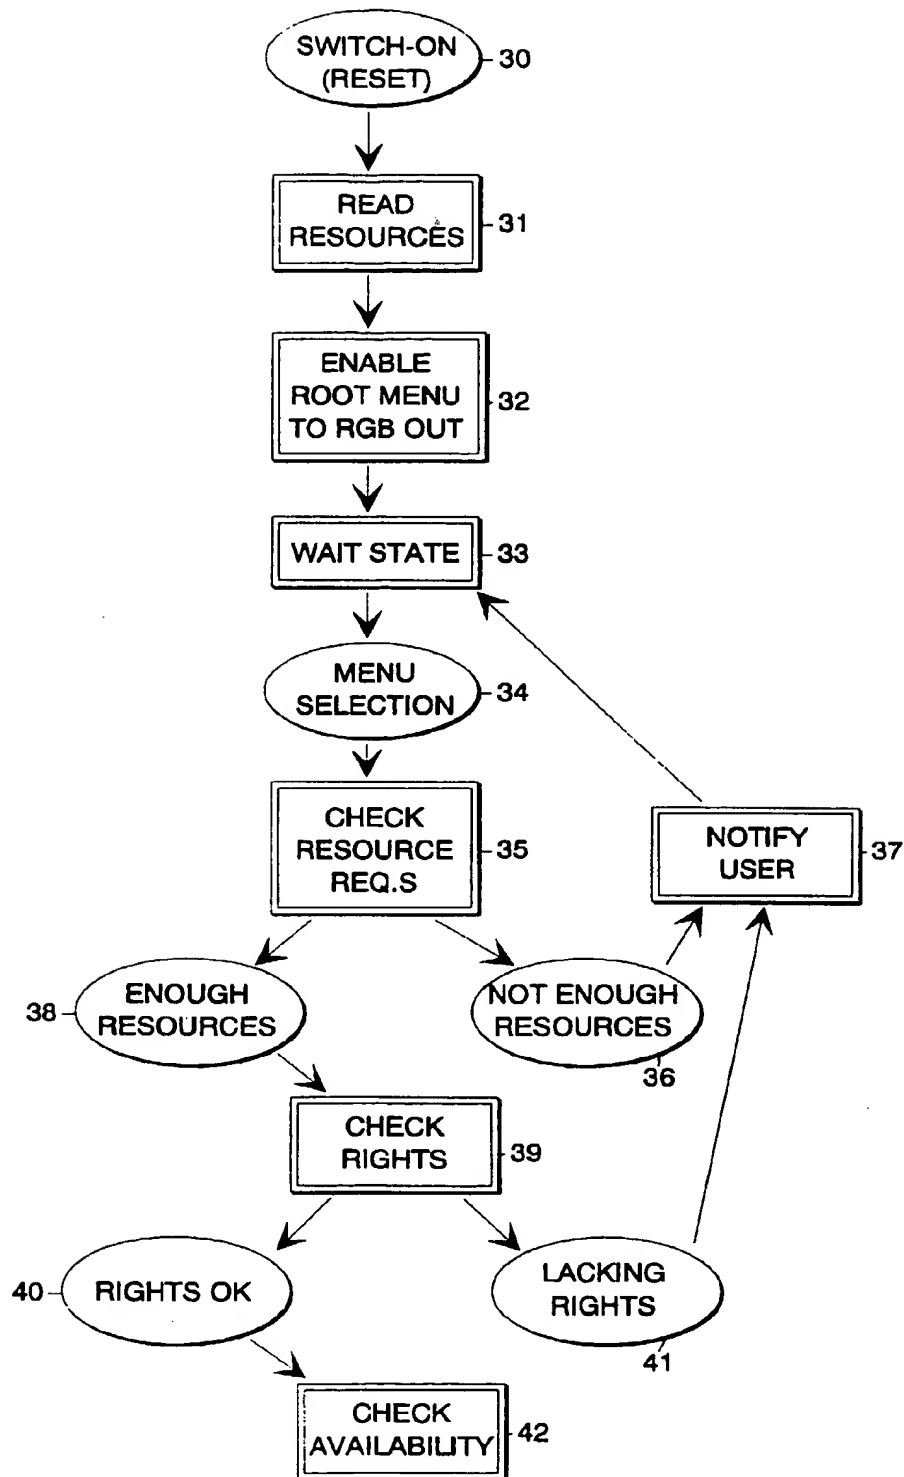 SWITCH-ON
(RESET)
30
READ
RESOURCES
31
ENABLE
ROOT MENU
TO RGB OUT
32
WAIT STATE
33
MENU
SELECTION
34
CHECK
RESOURCE
REQ.S
35
NOTIFY
USER
37
38
ENOUGH
RESOURCES
NOT ENOUGH
RESOURCES
36
CHECK
RIGHTS
39
40
RIGHTS OK
LACKING
RIGHTS
41
CHECK
AVAILABILITY
42